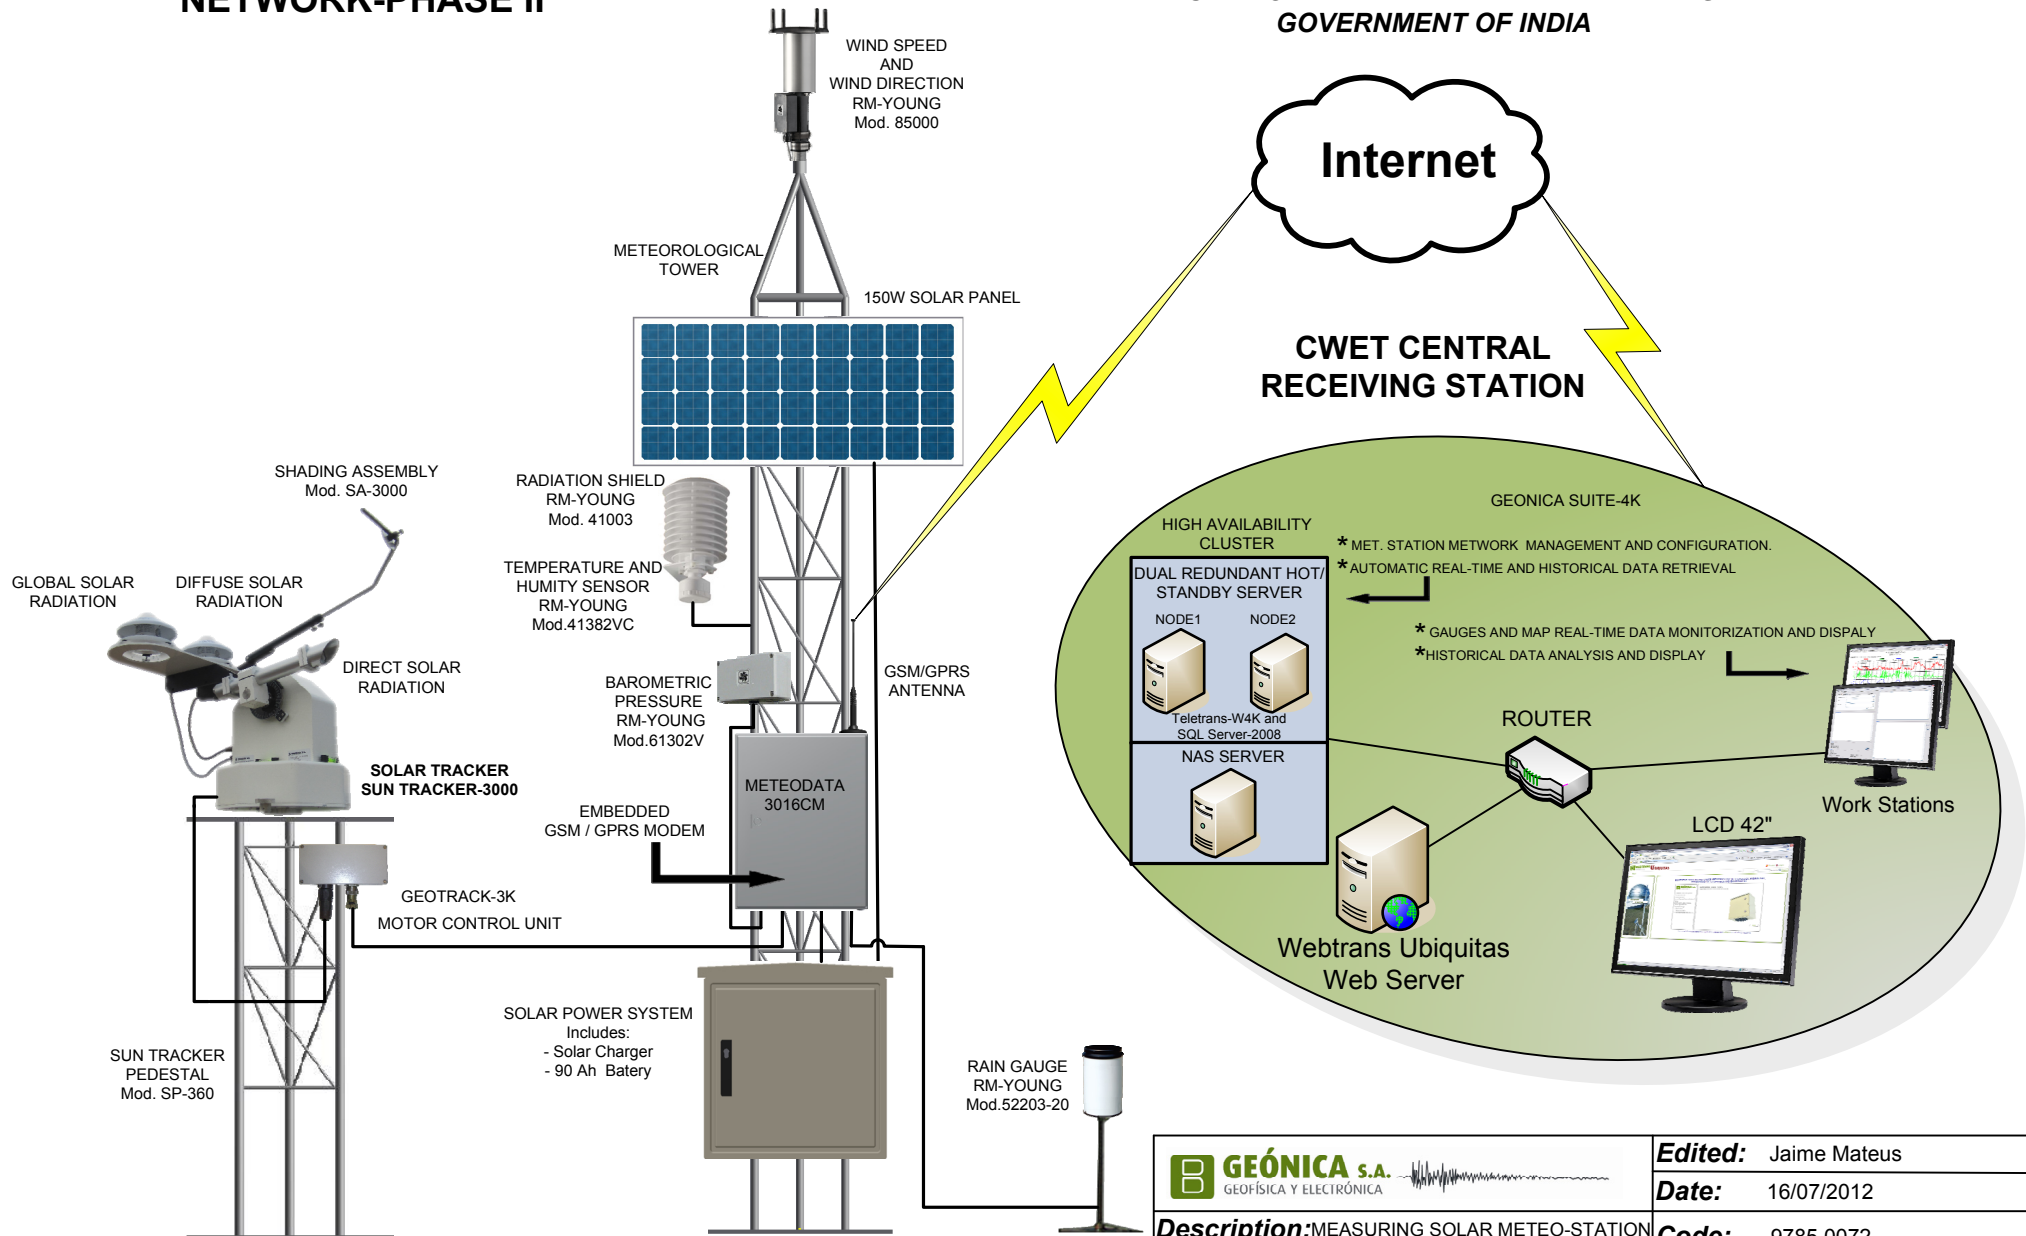 NETWORK-PHASE II
GOVERNMENT OF INDIA
WIND SPEED
AND
WIND DIRECTION
RM-YOUNG
Mod. 85000
Internet
METEOROLOGICAL
TOWER
150W SOLAR PANEL
CWET CENTRAL
RECEIVING STATION
SHADING ASSEMBLY
Mod. SA-3000
RADIATION SHIELD
RM-YOUNG
Mod. 41003
TEMPERATURE AND
HUMITY SENSOR
RM-YOUNG
Mod.41382VC
GLOBAL SOLAR
RADIATION
DIFFUSE SOLAR
RADIATION
DIRECT SOLAR
RADIATION
BAROMETRIC
PRESSURE
RM-YOUNG
Mod.61302V
GSM/GPRS
ANTENNA
SOLAR TRACKER
SUN TRACKER-3000
METEODATA
3016CM
EMBEDDED
GSM / GPRS MODEM
GEOTRACK-3K
MOTOR CONTROL UNIT
SOLAR POWER SYSTEM
Includes:
- Solar Charger
- 90 Ah Batery
SUN TRACKER
PEDESTAL
Mod. SP-360
RAIN GAUGE
RM-YOUNG
Mod.52203-20
GEONICA SUITE-4K
HIGH AVAILABILITY
CLUSTER
* MET. STATION METWORK MANAGEMENT AND CONFIGURATION.
* AUTOMATIC REAL-TIME AND HISTORICAL DATA RETRIEVAL
DUAL REDUNDANT HOT/
STANDBY SERVER
NODE1 NODE2
* GAUGES AND MAP REAL-TIME DATA MONITORIZATION AND DISPALY
*HISTORICAL DATA ANALYSIS AND DISPLAY
Teletrans-W4K and
SQL Server-2008
NAS SERVER
ROUTER
Work Stations
LCD 42"
Webtrans Ubiquitas
Web Server
GEÓNICA S.A.
GEOFÍSICA Y ELECTRÓNICA
Edited: Jaime Mateus
Date: 16/07/2012
Description: MEASURING SOLAR METEO-STATION
Code: 9785.0072